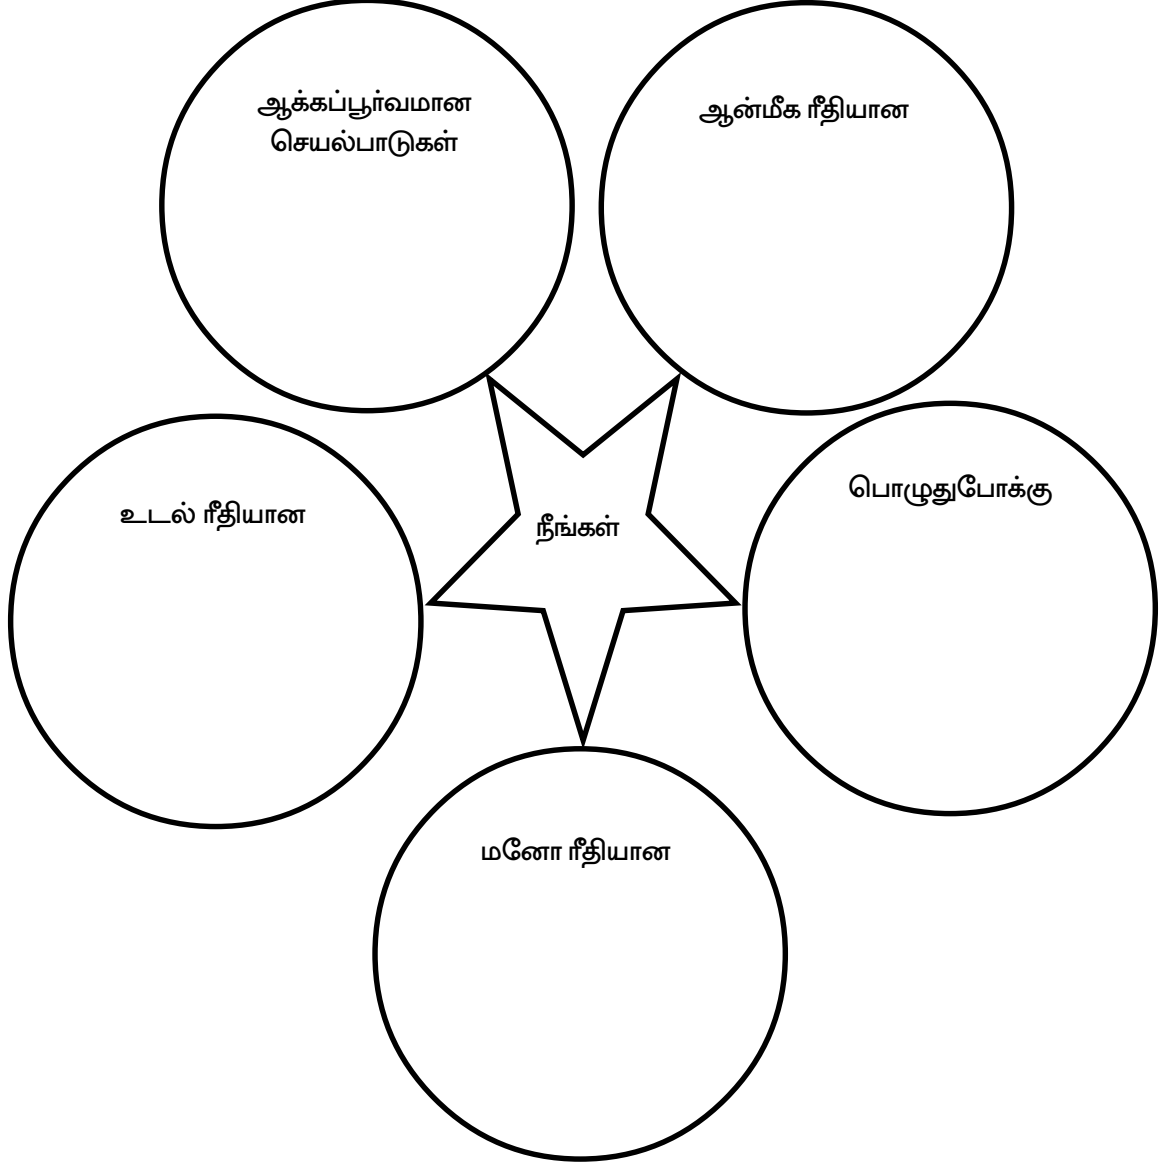 ஆக்கப்பூர்வமான
செயல்பாடுகள்
ஆன்மீக ரீதியான
பொழுதுபோக்கு
உடல் ரீதியான
நீங்கள்
மனோ ரீதியான